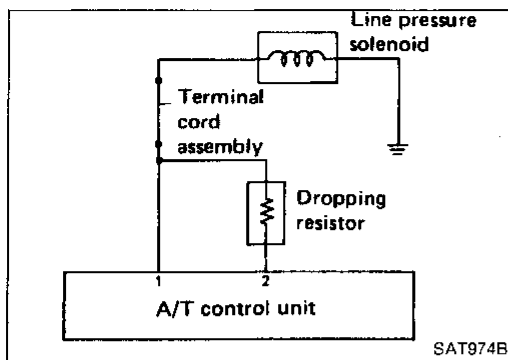 Line pressure
solenoid
Terminal
cord
assembly
Dropping
resistor
1 2
A/T control unit
SAT974B